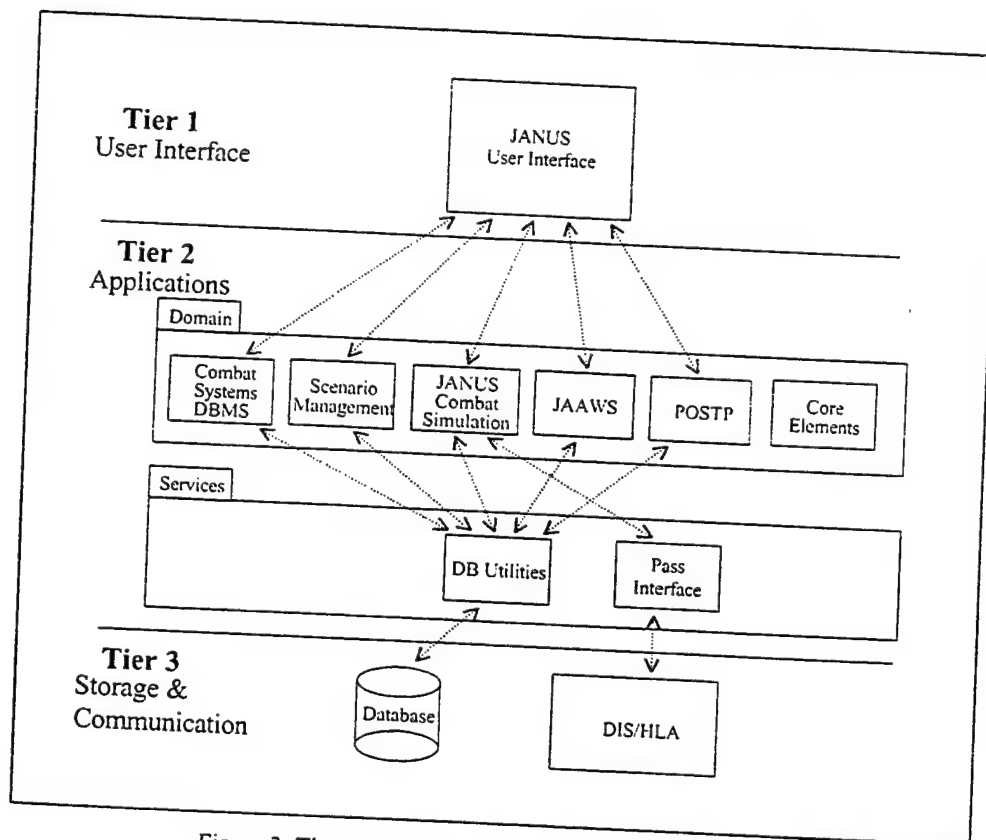 Tier 1
User Interface
JANUS
User Interface
Tier 2
Applications
Domain
Combat
Systems
DBMS
Scenario
Management
JANUS
Combat
Simulation
JAAWS
POSTP
Core
Elements
Services
DB Utilities
Pass
Interface
Tier 3
Storage &
Communication
Database
DIS/HLA